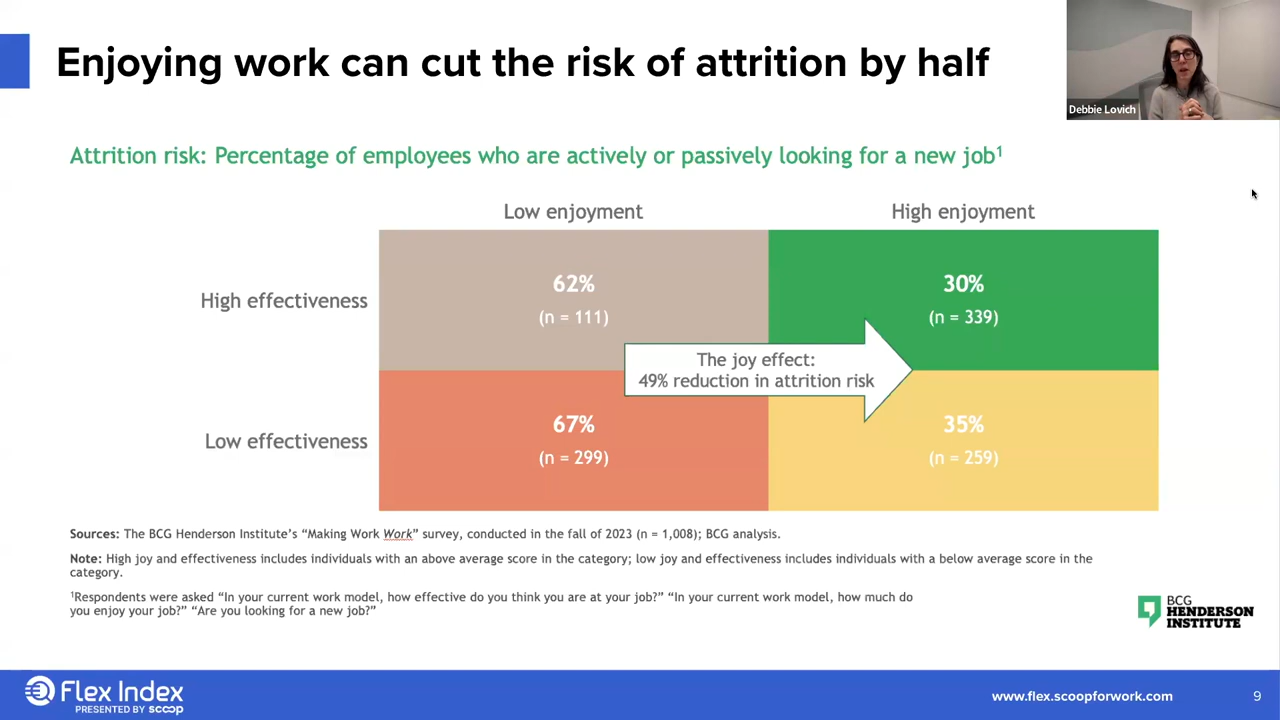 Enjoying work can cut the risk of attrition by half
Debbie Lovich
Attrition risk: Percentage of employees who are actively or passively looking for a new job¹
Low enjoyment
High enjoyment
High effectiveness
62%
(n = 111)
30%
(n = 339)
The joy effect:
49% reduction in attrition risk
Low effectiveness
67%
(n = 299)
35%
(n = 259)
Sources: The BCG Henderson Institute's “Making Work Work” survey, conducted in the fall of 2023 (n = 1,008); BCG analysis.
Note: High joy and effectiveness includes individuals with an above average score in the category; low joy and effectiveness includes individuals with a below average score in the
category.
¹Respondents were asked “In your current work model, how effective do you think you are at your job?” “In your current work model, how much do
you enjoy your job?” “Are you looking for a new job?”
BCG
HENDERSON
INSTITUTE
Flex Index
PRESENTED BY scoop
www.flex.scoopforwork.com
9